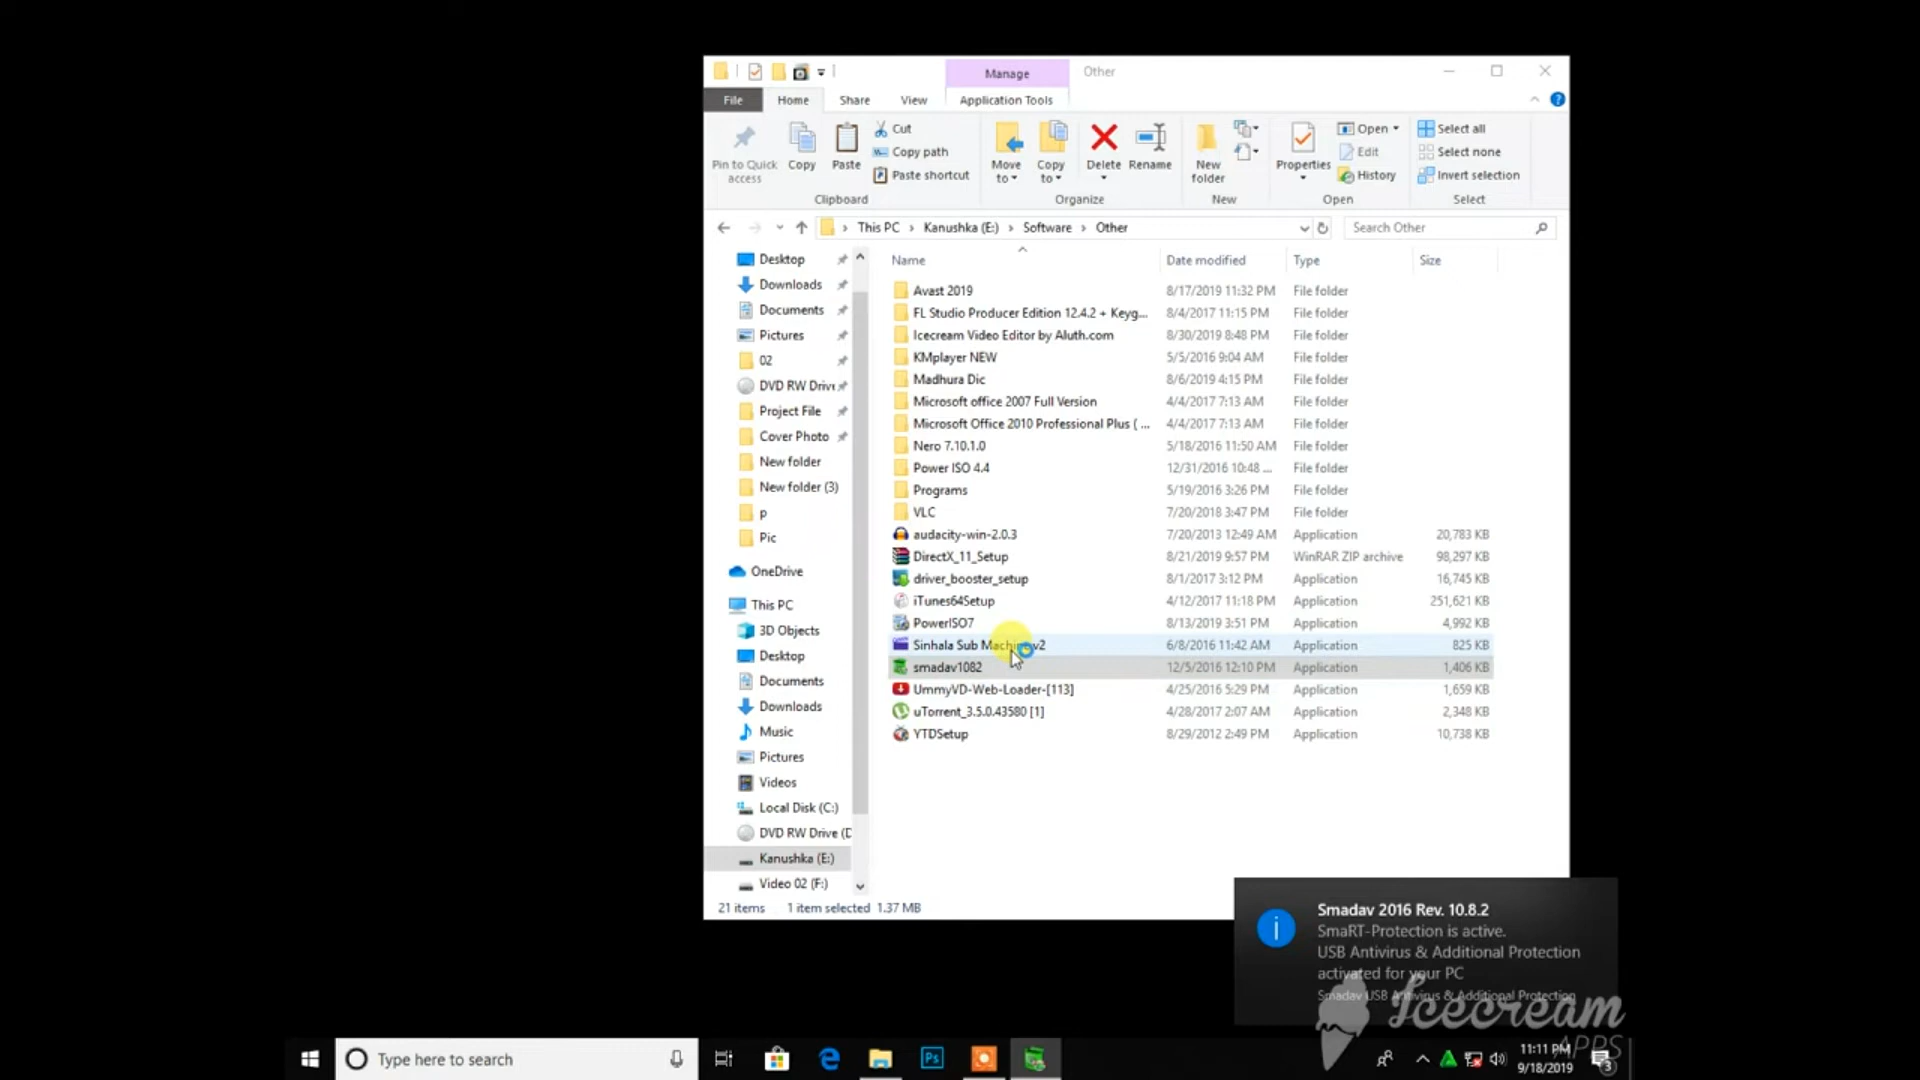 Manage
Other
File
Home
Share
View
Application Tools
Pin to Quick access
Copy
Paste
Cut
Copy path
Paste shortcut
Move to
Copy to
Delete
Rename
New folder
Properties
Open
Edit
History
Select all
Select none
Invert selection
Clipboard
Organize
New
Open
Select
This PC > Kanushka (E:) > Software > Other
Search Other
Desktop
Downloads
Documents
Pictures
02
DVD RW Drive
Project File
Cover Photo
New folder
New folder (3)
p
Pic
OneDrive
This PC
3D Objects
Desktop
Documents
Downloads
Music
Pictures
Videos
Local Disk (C:)
DVD RW Drive (D
Kanushka (E:)
Video 02 (F:)
Name Date modified Type Size
Avast 2019 8/17/2019 11:32 PM File folder
FL Studio Producer Edition 12.4.2 + Keyg... 8/4/2017 11:15 PM File folder
Icecream Video Editor by Aluth.com 8/30/2019 8:48 PM File folder
KMplayer NEW 5/5/2016 9:04 AM File folder
Madhura Dic 8/6/2019 4:15 PM File folder
Microsoft office 2007 Full Version 4/4/2017 7:13 AM File folder
Microsoft Office 2010 Professional Plus ( ... 4/4/2017 7:13 AM File folder
Nero 7.10.1.0 5/18/2016 11:50 AM File folder
Power ISO 4.4 12/31/2016 10:48 ... File folder
Programs 5/19/2016 3:26 PM File folder
VLC 7/20/2018 3:47 PM File folder
audacity-win-2.0.3 7/20/2013 12:49 AM Application 20,783 KB
DirectX_11_Setup 8/21/2019 9:57 PM WinRAR ZIP archive 98,297 KB
driver_booster_setup 8/1/2017 3:12 PM Application 16,745 KB
iTunes64Setup 4/12/2017 11:18 PM Application 251,621 KB
PowerISO7 8/13/2019 3:51 PM Application 4,992 KB
Sinhala Sub Machine v2 6/8/2016 11:42 AM Application 825 KB
smadav1082 12/5/2016 12:10 PM Application 1,406 KB
UmmyVD-Web-Loader-[113] 4/25/2016 5:29 PM Application 1,659 KB
uTorrent_3.5.0.43580 [1] 4/28/2017 2:07 AM Application 2,348 KB
YTDSetup 8/29/2012 2:49 PM Application 10,738 KB
21 items 1 item selected 1.37 MB
Smadav 2016 Rev. 10.8.2
SmaRT-Protection is active.
USB Antivirus & Additional Protection
activated for your PC
Smadav USB Antivirus & Additional Protection
Icecream
APPS
Type here to search
Ps
11:11 PM
9/18/2019
3